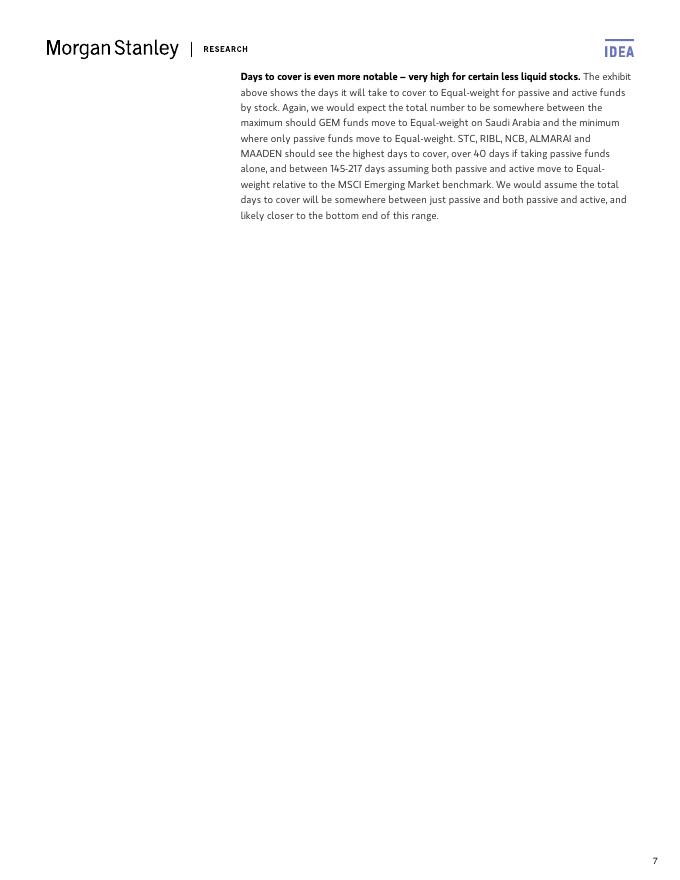 Morgan Stanley | RESEARCH
IDEA
Days to cover is even more notable – very high for certain less liquid stocks. The exhibit
above shows the days it will take to cover to Equal-weight for passive and active funds
by stock. Again, we would expect the total number to be somewhere between the
maximum should GEM funds move to Equal-weight on Saudi Arabia and the minimum
where only passive funds move to Equal-weight. STC, RIBL, NCB, ALMARAI and
MAADEN should see the highest days to cover, over 40 days if taking passive funds
alone, and between 145-217 days assuming both passive and active move to Equal-
weight relative to the MSCI Emerging Market benchmark. We would assume the total
days to cover will be somewhere between just passive and both passive and active, and
likely closer to the bottom end of this range.
7